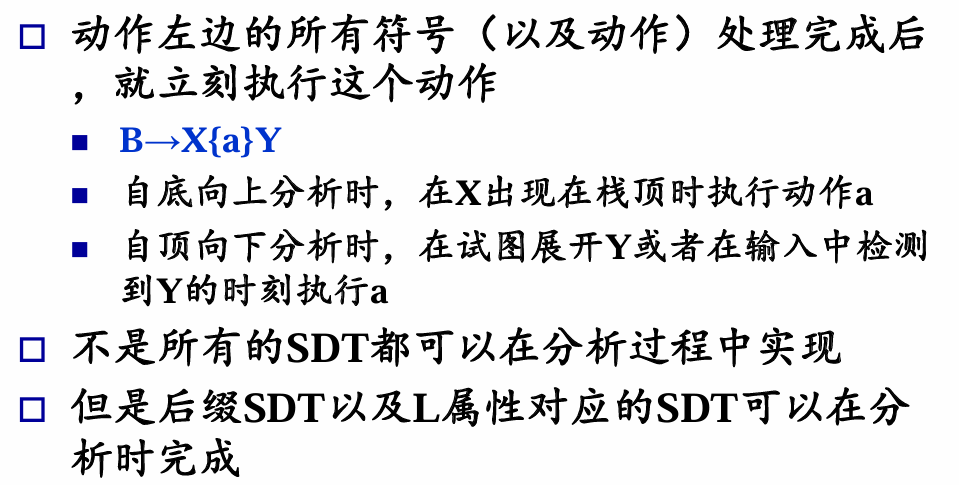 动作左边的所有符号（以及动作）处理完成后
，就立刻执行这个动作
B→X{a}Y
自底向上分析时，在X出现在栈顶时执行动作a
自顶向下分析时，在试图展开Y或者在输入中检测
到Y的时刻执行a
不是所有的SDT都可以在分析过程中实现
但是后缀SDT以及L属性对应的SDT可以在分
析时完成